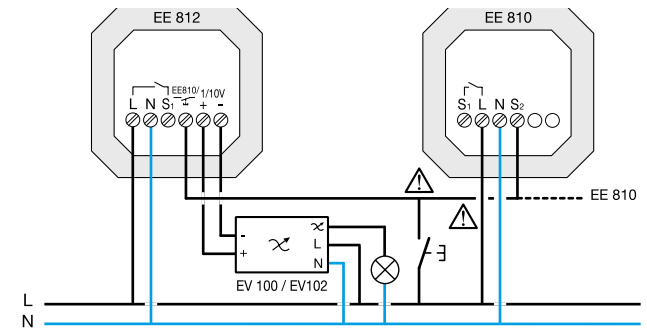 EE 812
EE 810
EE810/ 1/10V
L N S1 + -
S1 L N S2
EE 810
- L
+ N
EV 100 / EV102
L
N